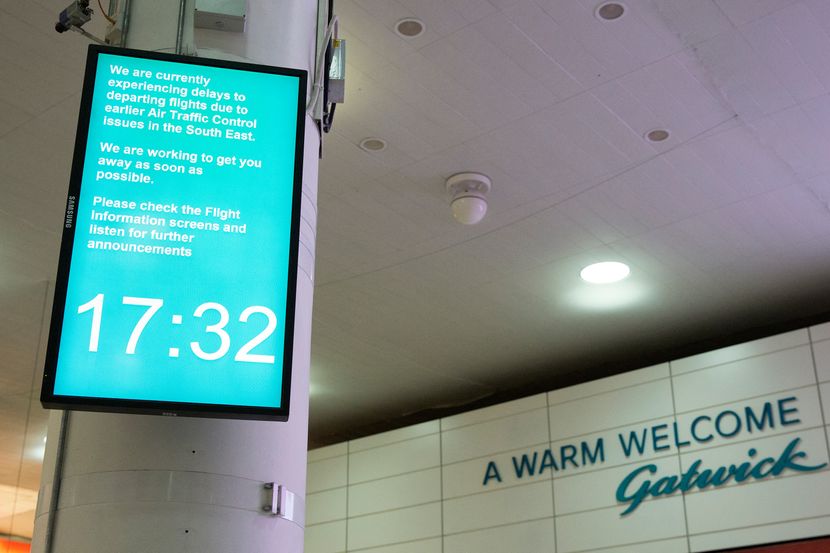 We are currently
experiencing delays to
departing flights due to
earlier Air Traffic Control
issues in the South East.
We are working to get you
away as soon as
possible.
Please check the Flight
Information screens and
listen for further
announcements
17:32
SAMSUNG
A WARM WELCOME
Gatwick